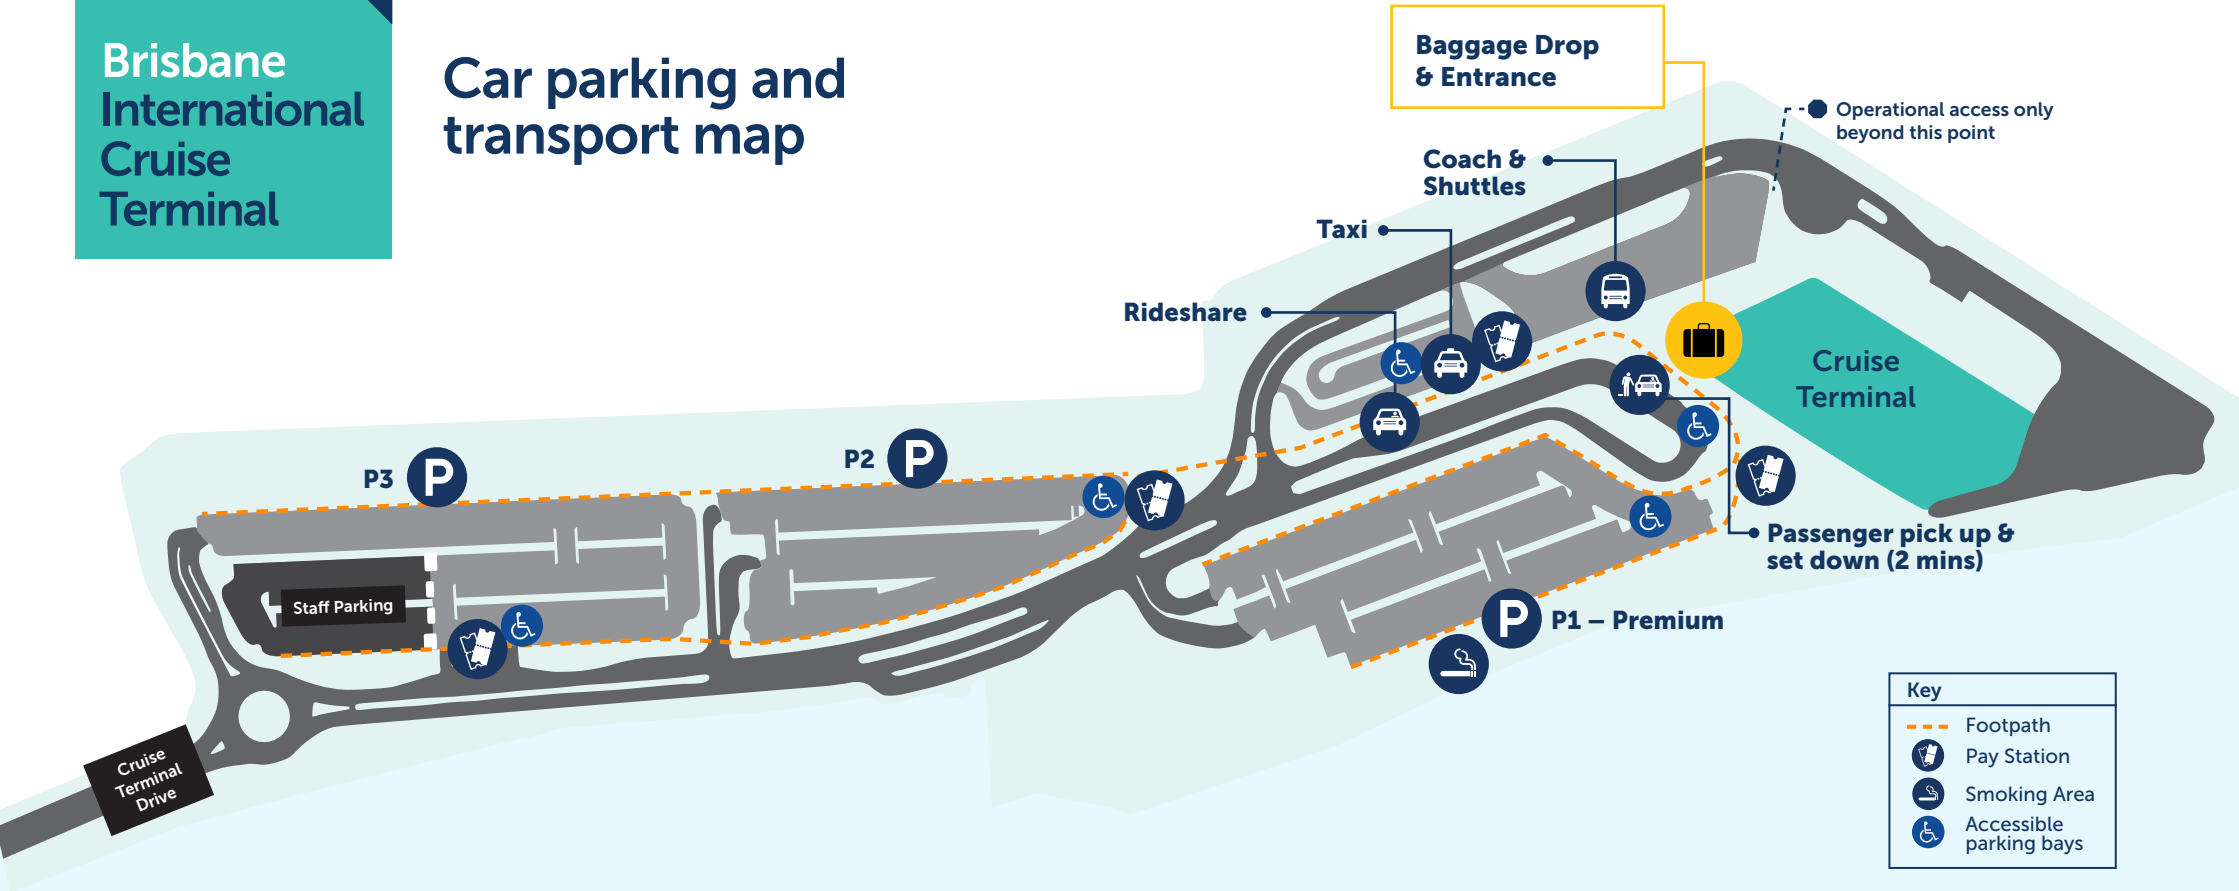 Brisbane
International
Cruise
Terminal
Car parking and
transport map
Baggage Drop
& Entrance
Operational access only
beyond this point
Coach &
Shuttles
Taxi
Rideshare
Cruise
Terminal
P3
P
P2
P
Staff Parking
Passenger pick up &
set down (2 mins)
P
P1 – Premium
Cruise
Terminal
Drive
Key
Footpath
Pay Station
Smoking Area
Accessible
parking bays